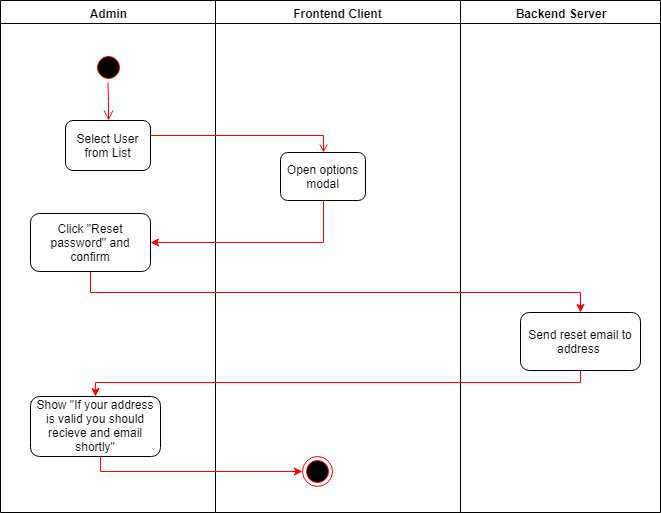 Admin
Frontend Client
Backend Server
Select User
from List
Open options
modal
Click "Reset
password" and
confirm
Send reset email to
address
Show "If your address
is valid you should
recieve and email
shortly"